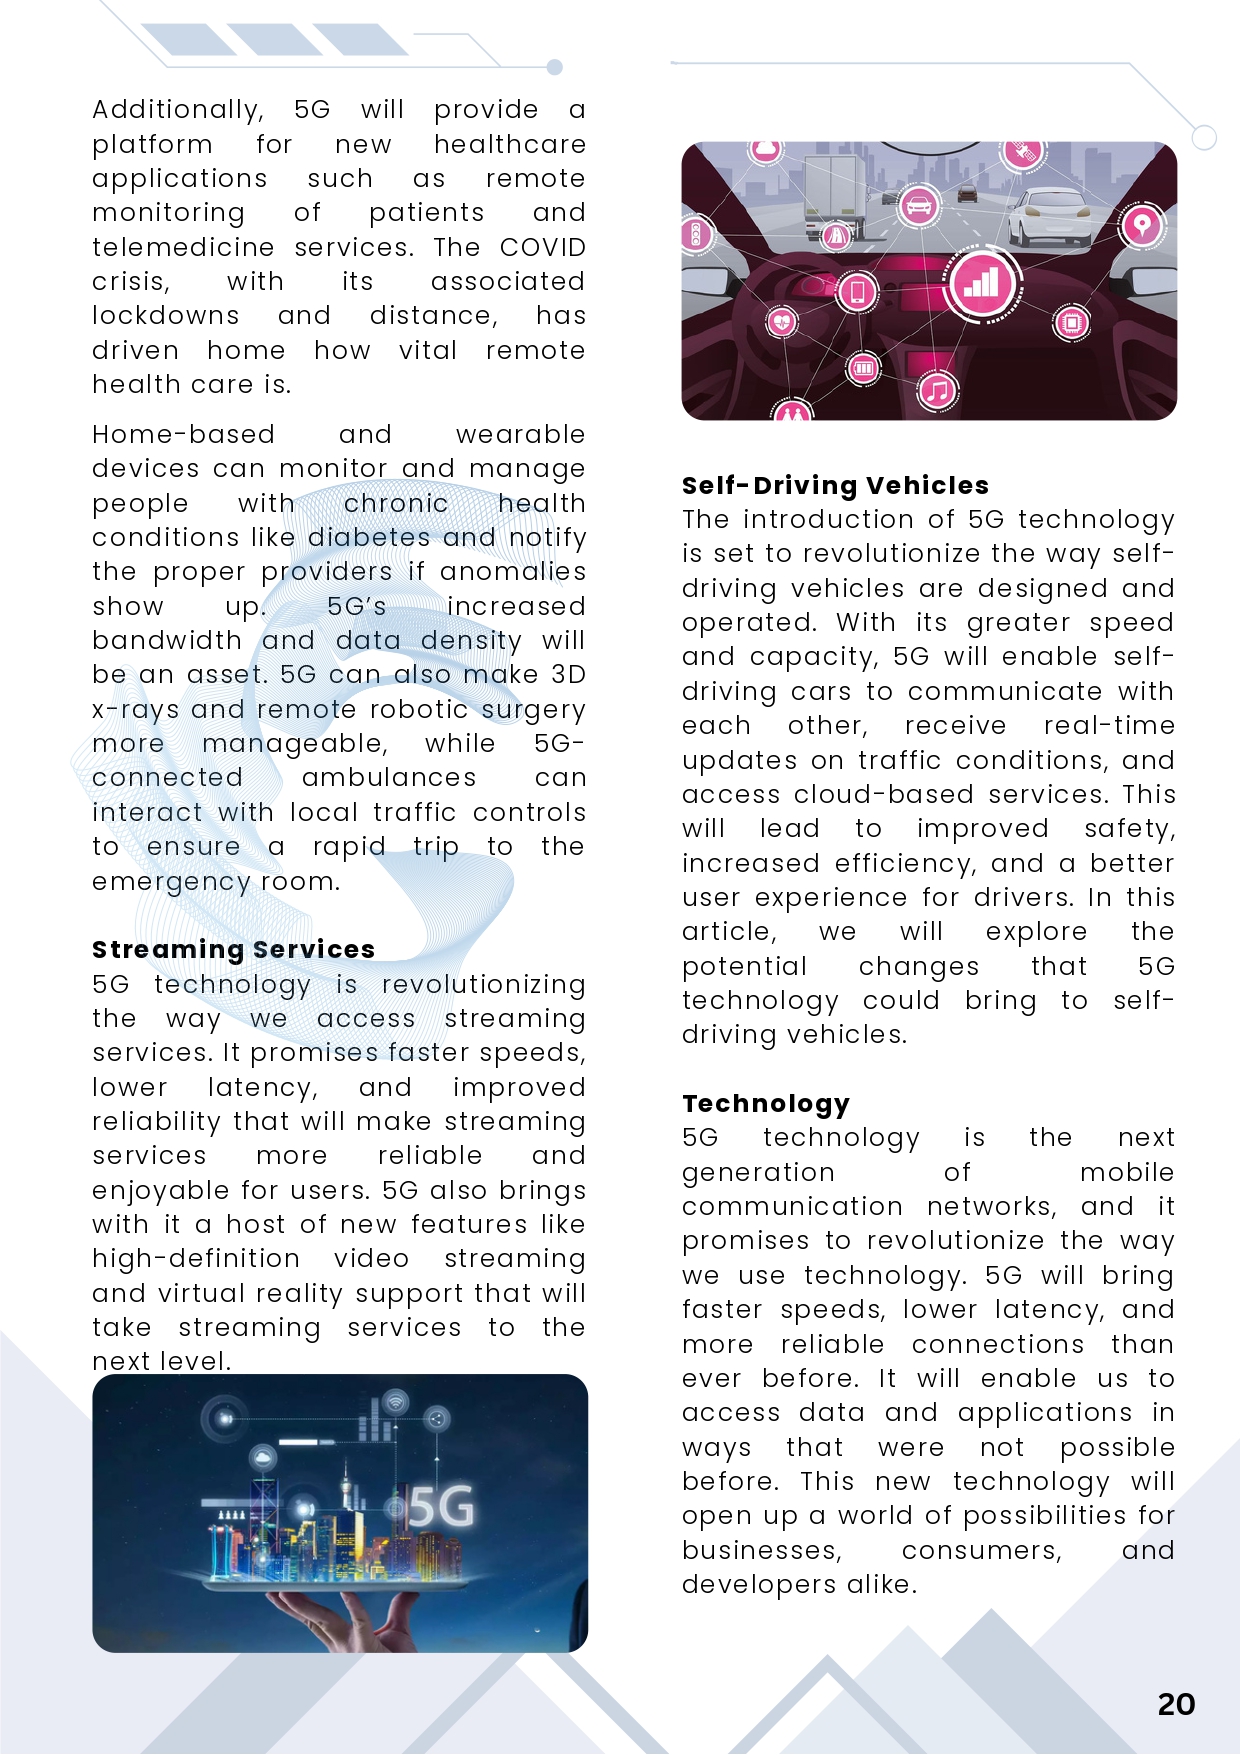 Additionally, 5G will provide a
platform for new healthcare
applications such as remote
monitoring of patients and
telemedicine services. The COVID
crisis, with its associated
lockdowns and distance, has
driven home how vital remote
health care is.
Home-based and wearable
devices can monitor and manage
people with chronic health
conditions like diabetes and notify
the proper providers if anomalies
show up. 5G’s increased
bandwidth and data density will
be an asset. 5G can also make 3D
x-rays and remote robotic surgery
more manageable, while 5G-
connected ambulances can
interact with local traffic controls
to ensure a rapid trip to the
emergency room.
Streaming Services
5G technology is revolutionizing
the way we access streaming
services. It promises faster speeds,
lower latency, and improved
reliability that will make streaming
services more reliable and
enjoyable for users. 5G also brings
with it a host of new features like
high-definition video streaming
and virtual reality support that will
take streaming services to the
next level.
5G
Self-Driving Vehicles
The introduction of 5G technology
is set to revolutionize the way self-
driving vehicles are designed and
operated. With its greater speed
and capacity, 5G will enable self-
driving cars to communicate with
each other, receive real-time
updates on traffic conditions, and
access cloud-based services. This
will lead to improved safety,
increased efficiency, and a better
user experience for drivers. In this
article, we will explore the
potential changes that 5G
technology could bring to self-
driving vehicles.
Technology
5G technology is the next
generation of mobile
communication networks, and it
promises to revolutionize the way
we use technology. 5G will bring
faster speeds, lower latency, and
more reliable connections than
ever before. It will enable us to
access data and applications in
ways that were not possible
before. This new technology will
open up a world of possibilities for
businesses, consumers, and
developers alike.
20